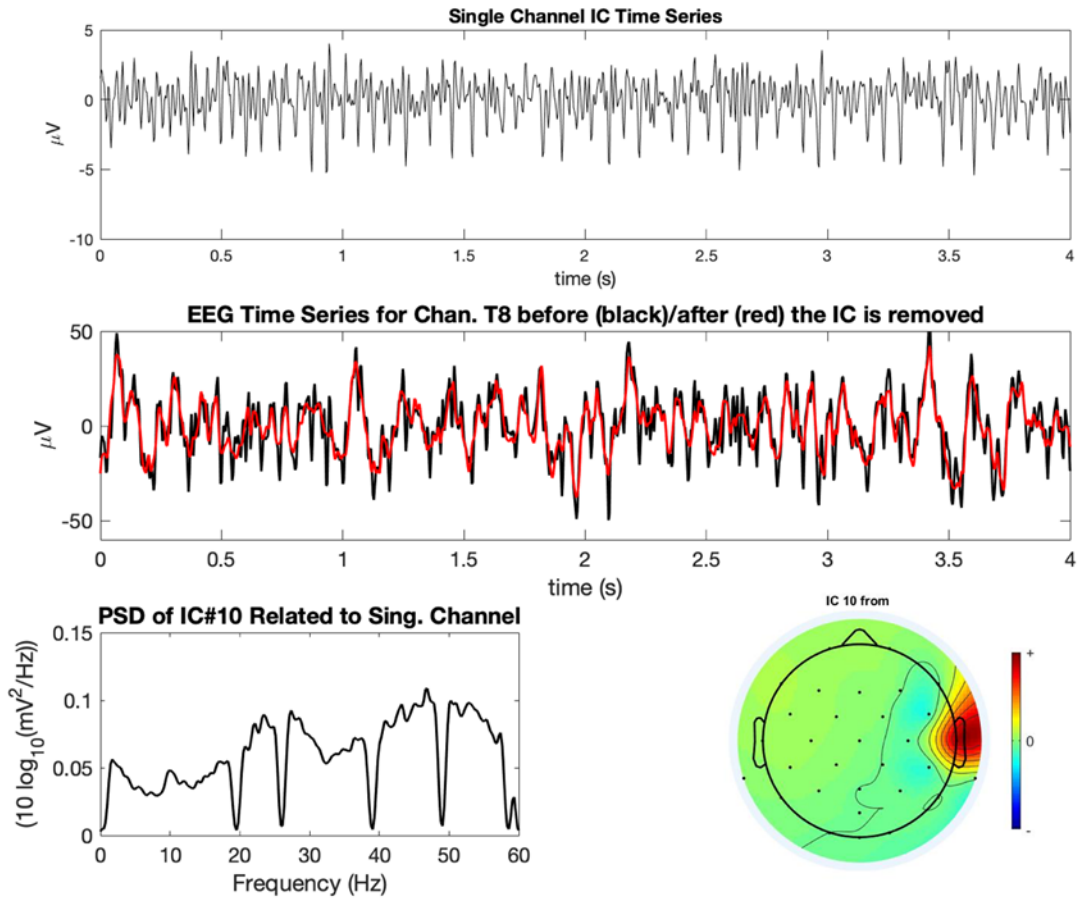 Single Channel IC Time Series
5
0
-5
-10
μV
0 0.5 1 1.5 2 2.5 3 3.5 4
time (s)
EEG Time Series for Chan. T8 before (black)/after (red) the IC is removed
50
0
-50
μV
0 0.5 1 1.5 2 2.5 3 3.5 4
time (s)
PSD of IC#10 Related to Sing. Channel
0.15
0.1
0.05
0
(10 log10(mV2/Hz))
0 10 20 30 40 50 60
Frequency (Hz)
IC 10 from
+
0
-